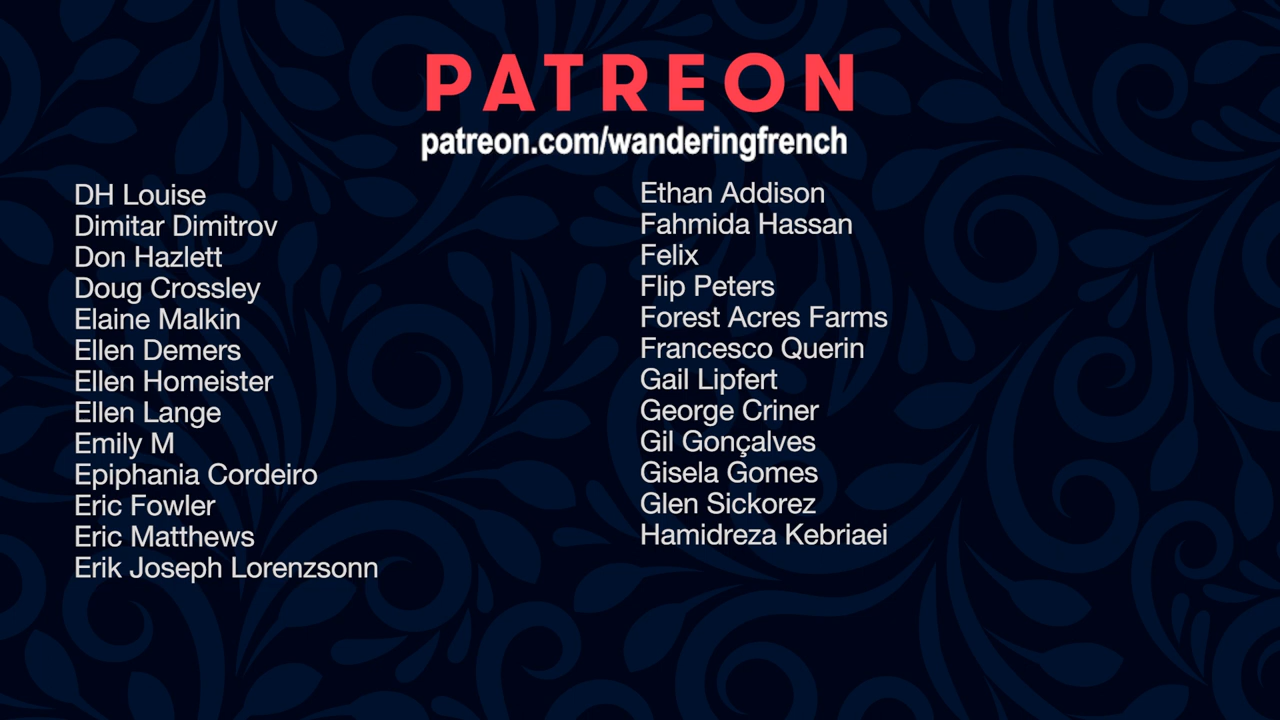 PATREON
patreon.com/wanderingfrench
DH Louise
Dimitar Dimitrov
Don Hazlett
Doug Crossley
Elaine Malkin
Ellen Demers
Ellen Homeister
Ellen Lange
Emily M
Epiphania Cordeiro
Eric Fowler
Eric Matthews
Erik Joseph Lorenzsonn
Ethan Addison
Fahmida Hassan
Felix
Flip Peters
Forest Acres Farms
Francesco Querin
Gail Lipfert
George Criner
Gil Gonçalves
Gisela Gomes
Glen Sickorez
Hamidreza Kebriaei